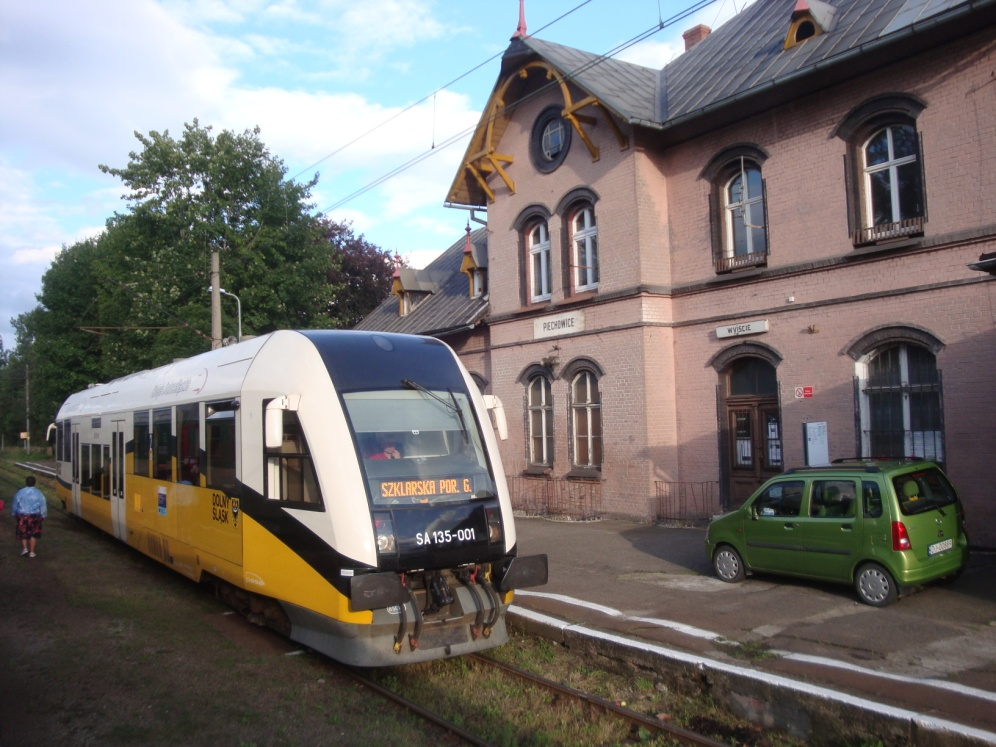 PIECHOWICE
WYJŚCIE
SZKLARSKA POR. G.
SA 135-001
DOLNY
ŚLĄSK